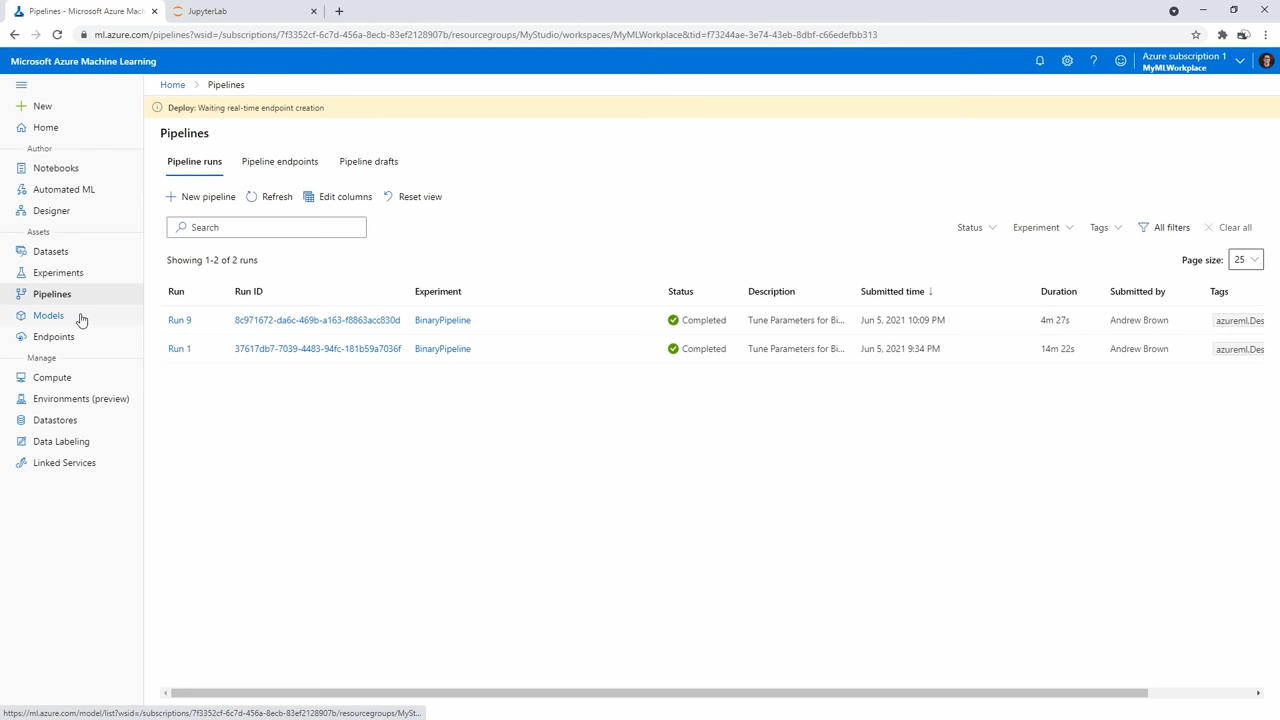 Pipelines - Microsoft Azure Mach
JupyterLab
ml.azure.com/pipelines?wsid=/subscriptions/7f3352cf-6c7d-456a-8ecb-83ef2128907b/resourcegroups/MyStudio/workspaces/MyMLWorkplace&tid=f73244ae-3e74-43eb-8dbf-c66edefbb313
Microsoft Azure Machine Learning
Azure subscription 1
MyMLWorkplace
Home
Pipelines
Deploy: Waiting real-time endpoint creation
New
Home
Author
Notebooks
Automated ML
Designer
Assets
Datasets
Experiments
Pipelines
Models
Endpoints
Manage
Compute
Environments (preview)
Datastores
Data Labeling
Linked Services
Pipelines
Pipeline runs Pipeline endpoints Pipeline drafts
New pipeline Refresh Edit columns Reset view
Search
Status Experiment Tags All filters Clear all
Showing 1-2 of 2 runs
Page size: 25
Run Run ID Experiment Status Description Submitted time ↓ Duration Submitted by Tags
Run 9 8c971672-da6c-469b-a163-f8863acc830d BinaryPipeline Completed Tune Parameters for Bi... Jun 5, 2021 10:09 PM 4m 27s Andrew Brown azureml.Des
Run 1 37617db7-7039-4483-94fc-181b59a7036f BinaryPipeline Completed Tune Parameters for Bi... Jun 5, 2021 9:34 PM 14m 22s Andrew Brown azureml.Des
https://ml.azure.com/model/list?wsid=/subscriptions/7f3352cf-6c7d-456a-8ecb-83ef2128907b/resourcegroups/MySt...